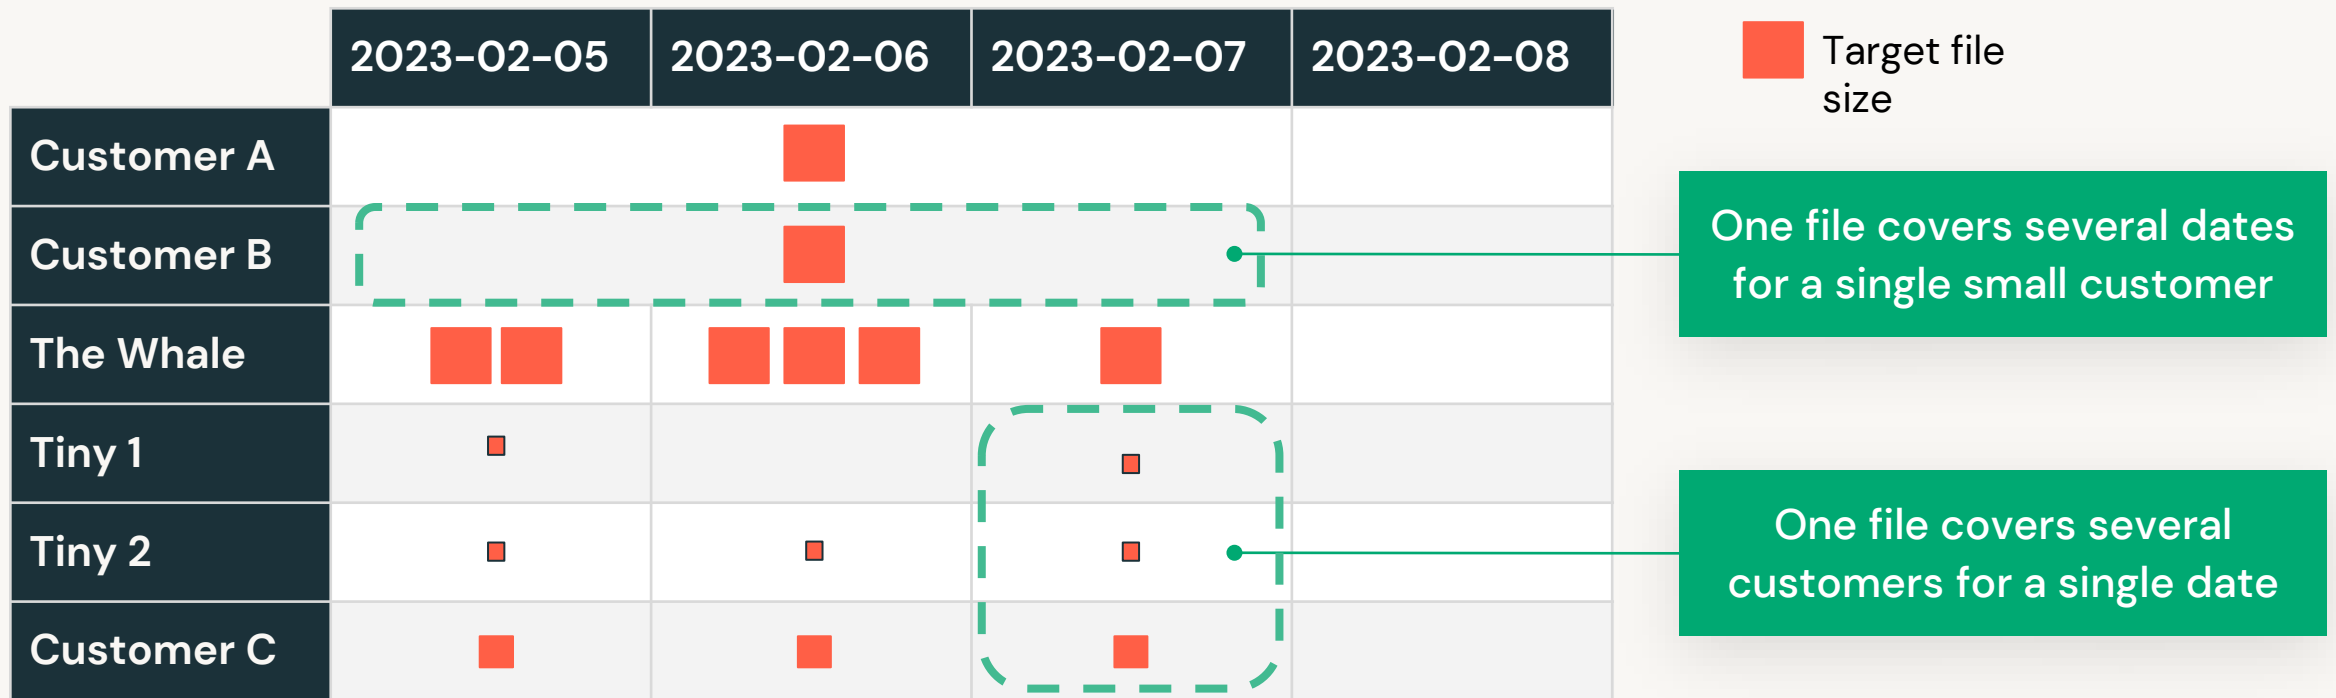 2023-02-05 2023-02-06 2023-02-07 2023-02-08
Target file
size
Customer A
Customer B
One file covers several dates
for a single small customer
The Whale
Tiny 1
Tiny 2
One file covers several
customers for a single date
Customer C